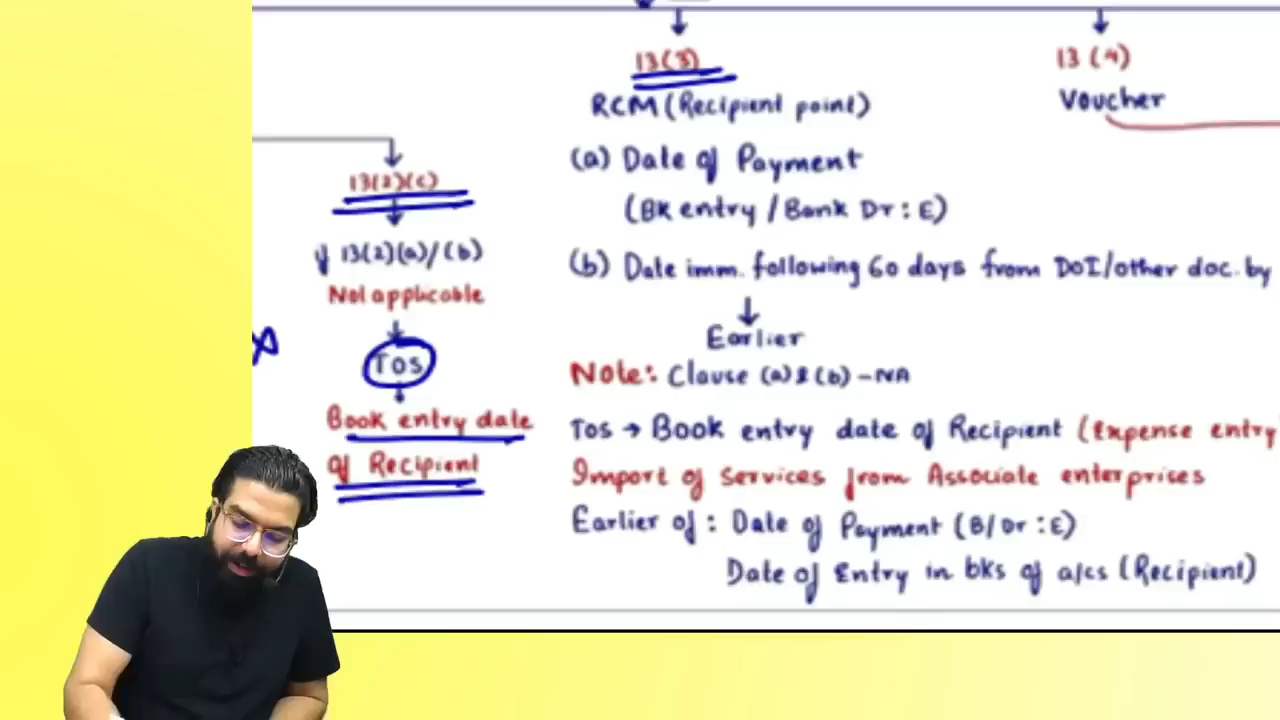 13(2)(c)
If 13(2)(a)/(b)
Not applicable
TOS
Book entry date
of Recipient
13(3)
RCM (Recipient point)
(a) Date of Payment
(BK entry / Bank Dr : E)
(b) Date imm. following 60 days from DOI/other doc. by
Earlier
Note: Clause (a) & (b) - NA
TOS → Book entry date of Recipient (Expense entry
Import of Services from Associate enterprises
Earlier of : Date of Payment (B/Dr : E)
Date of Entry in bks of a/cs (Recipient)
13 (4)
Voucher